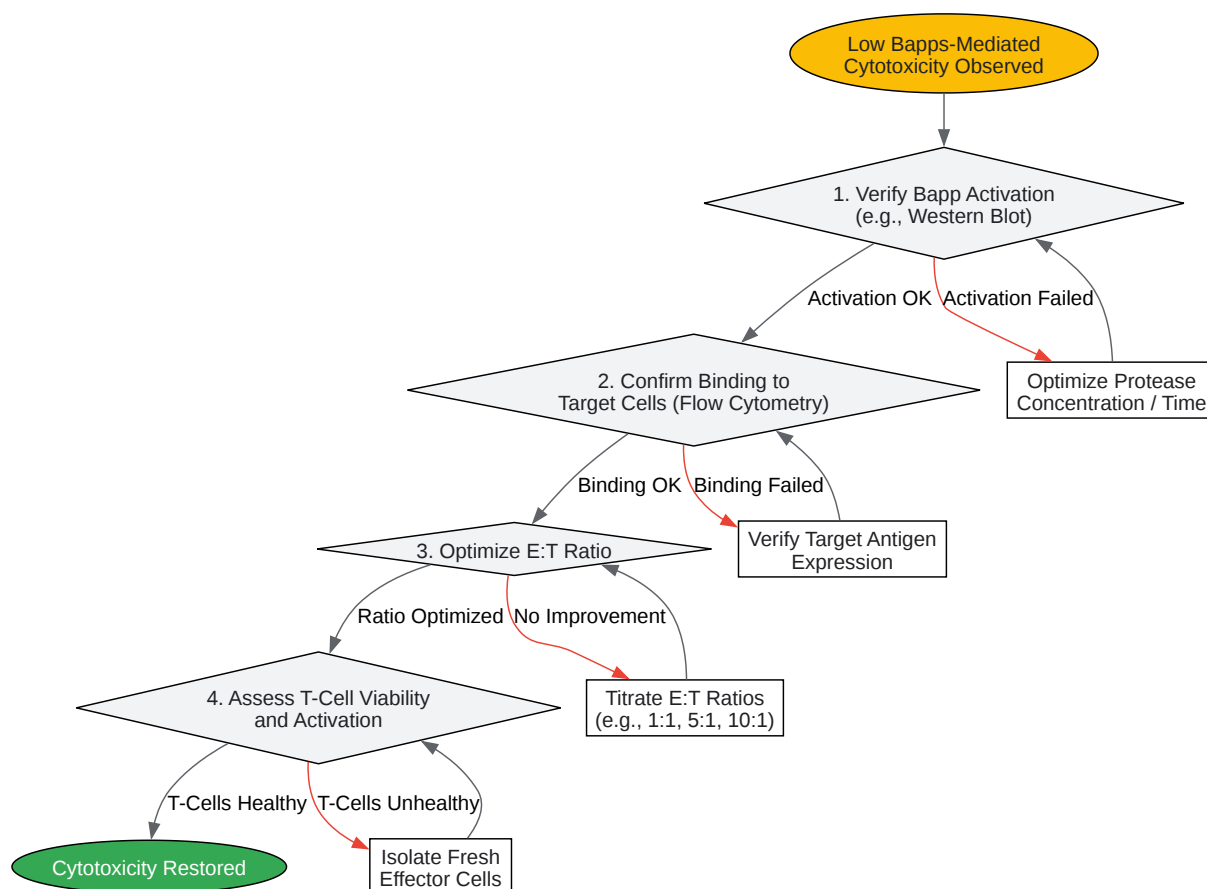 Low Bapps-Mediated
Cytotoxicity Observed
1. Verify Bapp Activation
(e.g., Western Blot)
Activation OK
Activation Failed
Optimize Protease
Concentration / Time
2. Confirm Binding to
Target Cells (Flow Cytometry)
Binding OK
Binding Failed
Verify Target Antigen
Expression
3. Optimize E:T Ratio
Ratio Optimized
No Improvement
Titrate E:T Ratios
(e.g., 1:1, 5:1, 10:1)
4. Assess T-Cell Viability
and Activation
T-Cells Healthy
T-Cells Unhealthy
Cytotoxicity Restored
Isolate Fresh
Effector Cells